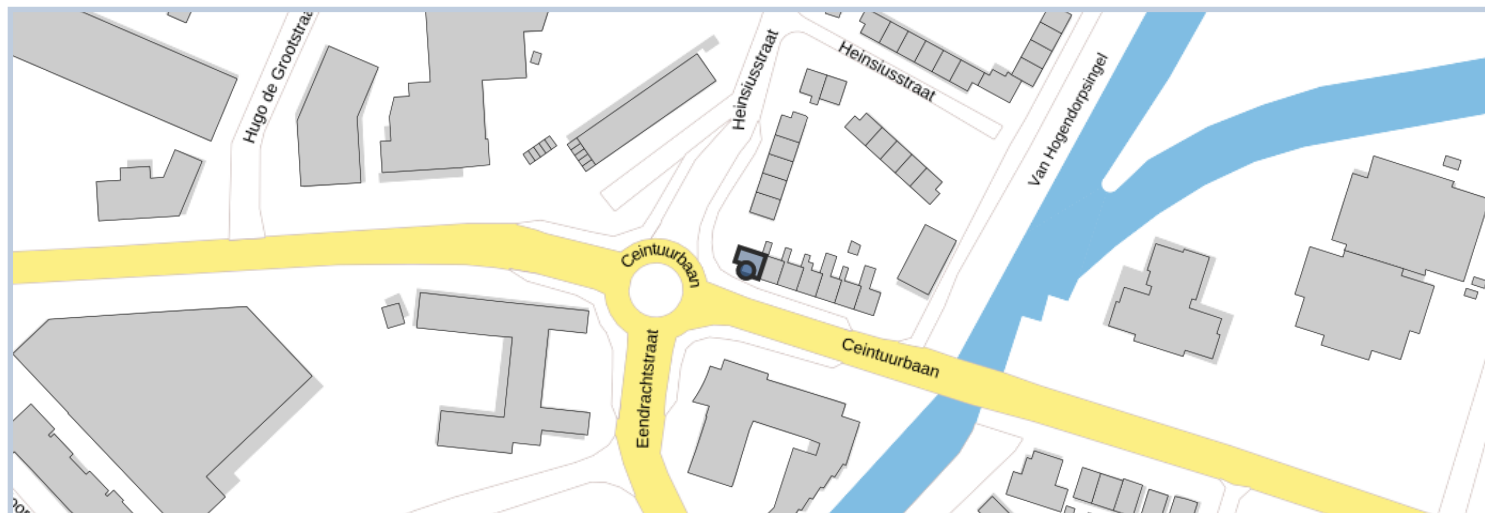 Hugo de Grootstraat
Heinsiusstraat
Heinsiusstraat
Van Hogendorpsingel
Ceintuurbaan
Ceintuurbaan
Eendrachtstraat